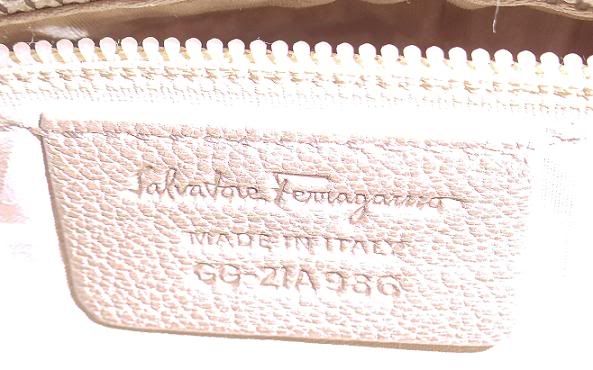 Salvatore Ferragamo
MADE IN ITALY
GG-21A986